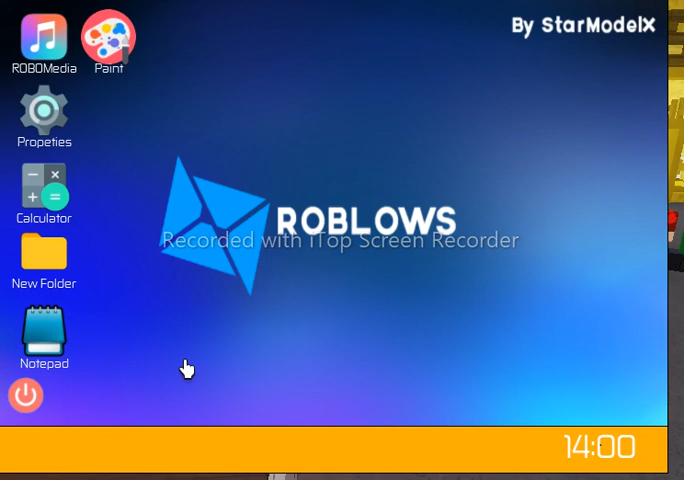 By StarModelX
ROBOMedia
Paint
Propeties
Calculator
New Folder
Notepad
ROBLOWS
Recorded with iTop Screen Recorder
14:00